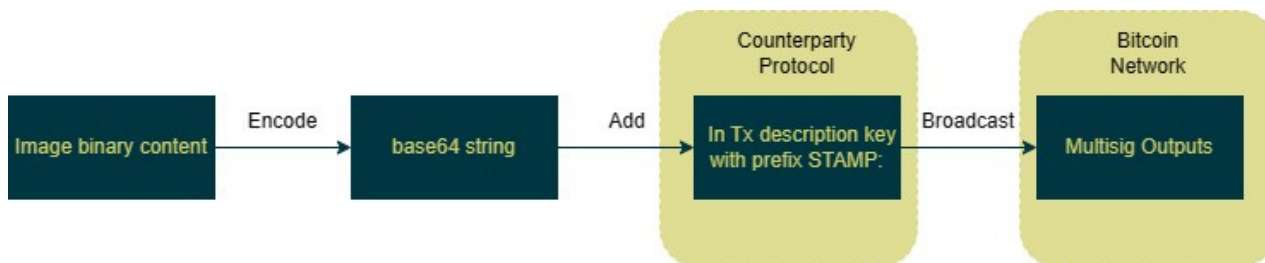 Counterparty
Protocol
Bitcoin
Network
Image binary content
Encode
base64 string
Add
In Tx description key
with prefix STAMP:
Broadcast
Multisig Outputs